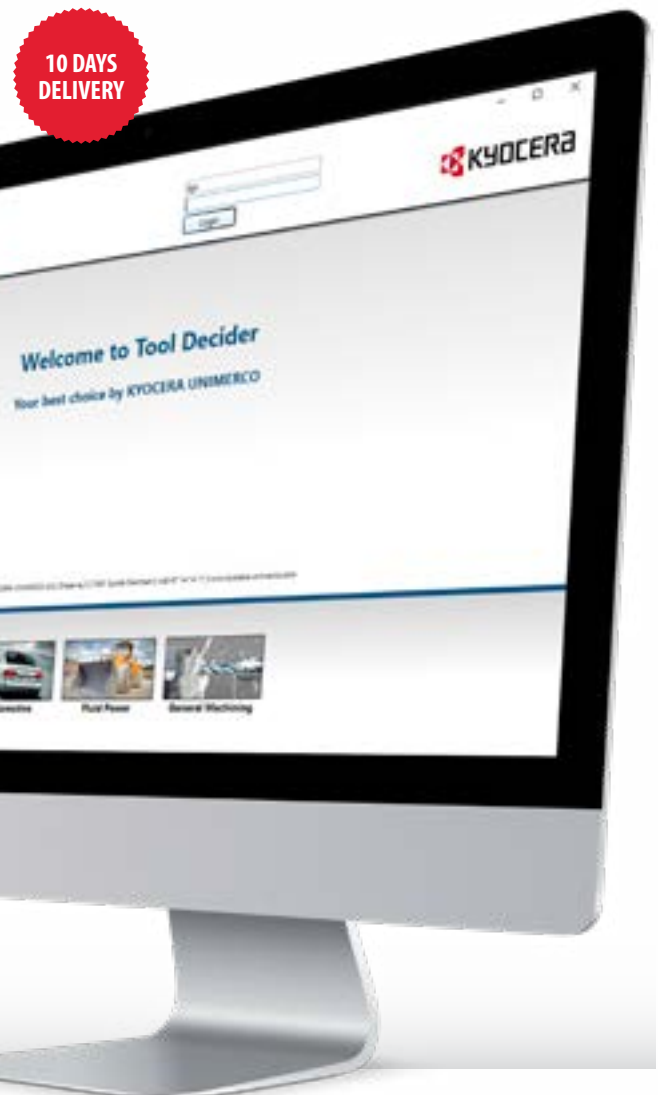 10 DAYS
DELIVERY
KYOCERA
Login
Welcome to Tool Decider
Your best choice by KYOCERA UNIMERCO
Fluid Power
General Machining